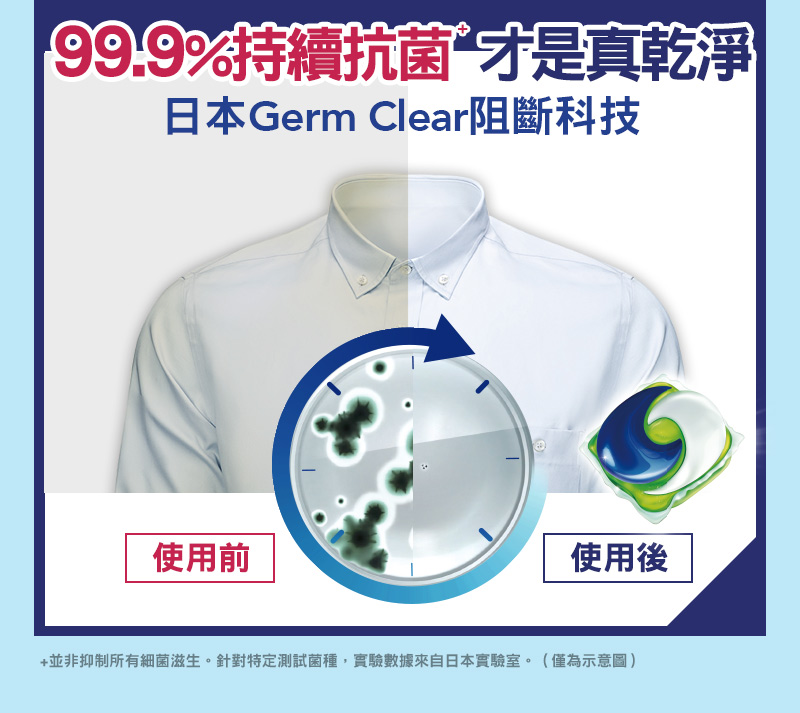 99.9%持續抗菌+才是真乾淨
日本Germ Clear阻斷科技
使用前
使用後
+並非抑制所有細菌滋生。針對特定測試菌種，實驗數據來自日本實驗室。（僅為示意圖）